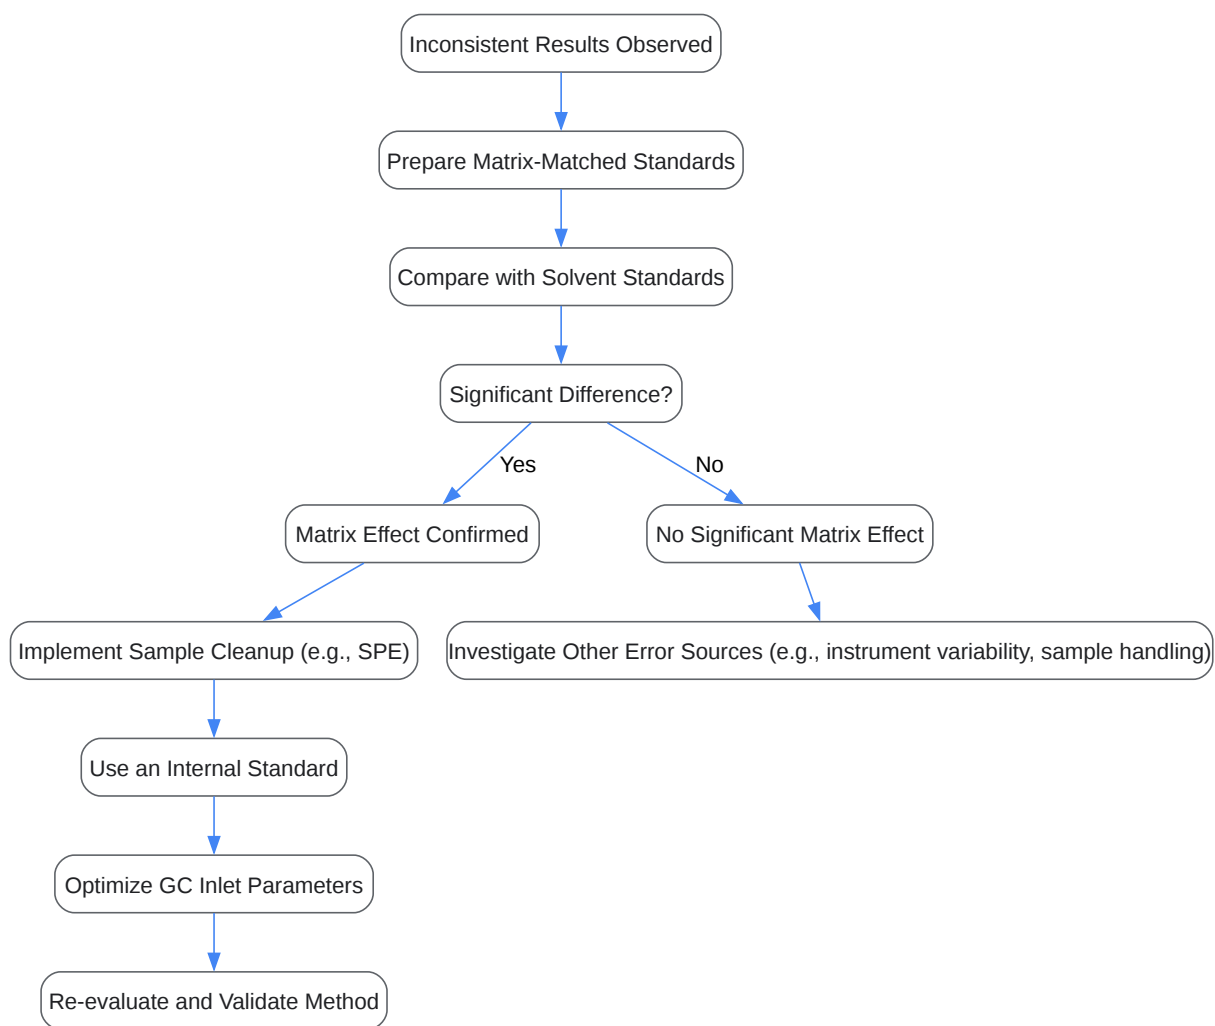 Inconsistent Results Observed
Prepare Matrix-Matched Standards
Compare with Solvent Standards
Significant Difference?
Yes
No
Matrix Effect Confirmed
No Significant Matrix Effect
Implement Sample Cleanup (e.g., SPE)
Investigate Other Error Sources (e.g., instrument variability, sample handling)
Use an Internal Standard
Optimize GC Inlet Parameters
Re-evaluate and Validate Method